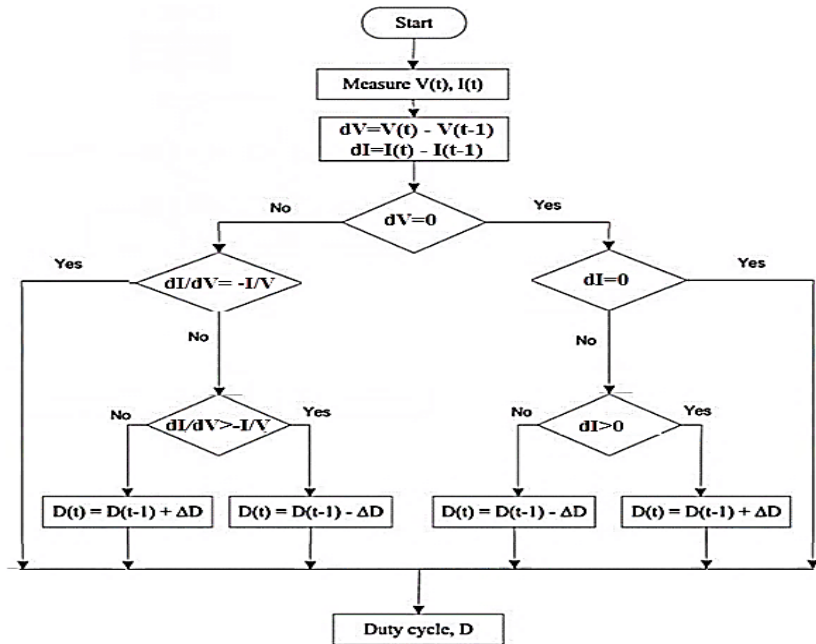 Start
Measure V(t), I(t)
dV=V(t) - V(t-1)
dI=I(t) - I(t-1)
No
dV=0
Yes
Yes
dI/dV= -I/V
dI=0
Yes
No
No
No
dI/dV>-I/V
Yes
No
dI>0
Yes
D(t) = D(t-1) + ΔD
D(t) = D(t-1) - ΔD
D(t) = D(t-1) - ΔD
D(t) = D(t-1) + ΔD
Duty cycle, D